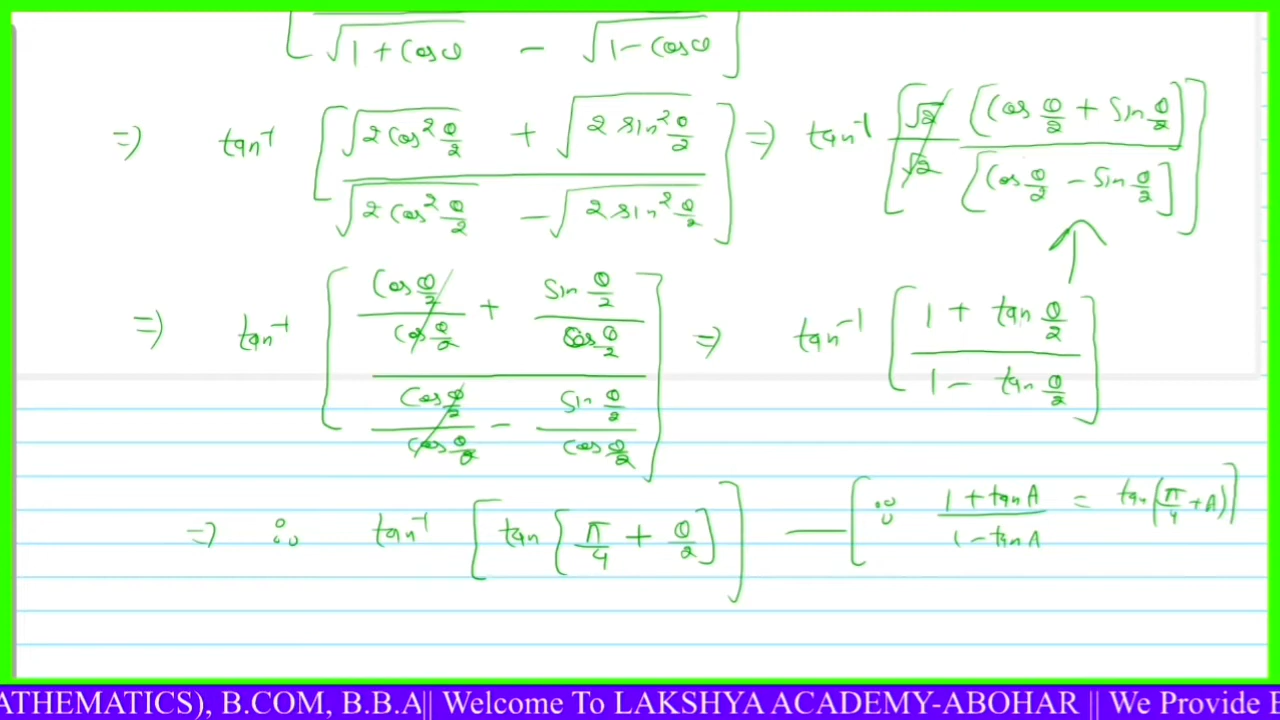 √(1 + cosθ) − √(1 − cosθ)
⇒ tan⁻¹ [ (√(2 cos² θ/2) + √(2 sin² θ/2)) / (√(2 cos² θ/2) − √(2 sin² θ/2)) ] ⇒ tan⁻¹ [ √2/√2 [cos θ/2 + sin θ/2] / [cos θ/2 − sin θ/2] ]
⇒ tan⁻¹ [ ((cos θ/2)/(cos θ/2) + (sin θ/2)/(cos θ/2)) / ((cos θ/2)/(cos θ/2) − (sin θ/2)/(cos θ/2)) ] ⇒ tan⁻¹ [ (1 + tan θ/2) / (1 − tan θ/2) ]
⇒ ∴ tan⁻¹ [ tan [ π/4 + θ/2 ] ] — [ ∵ (1 + tan A)/(1 − tan A) = tan(π/4 + A) ]
ATHEMATICS), B.COM, B.B.A|| Welcome To LAKSHYA ACADEMY-ABOHAR || We Provide E